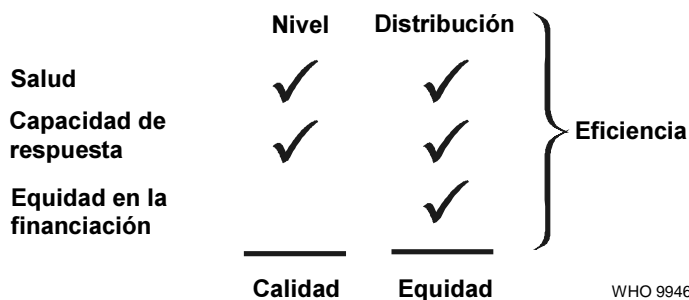 Nivel Distribución
Salud
Capacidad de
respuesta
Eficiencia
Equidad en la
financiación
Calidad Equidad
WHO 9946